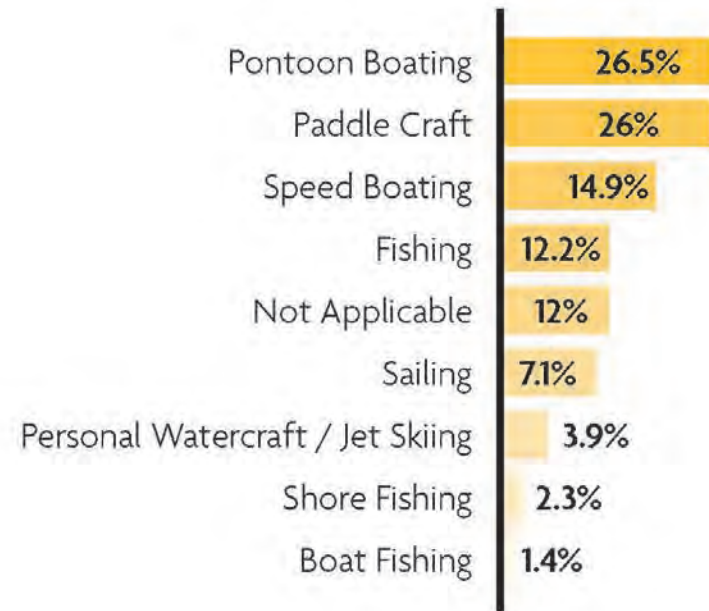 Pontoon Boating 26.5%
Paddle Craft 26%
Speed Boating 14.9%
Fishing 12.2%
Not Applicable 12%
Sailing 7.1%
Personal Watercraft / Jet Skiing 3.9%
Shore Fishing 2.3%
Boat Fishing 1.4%